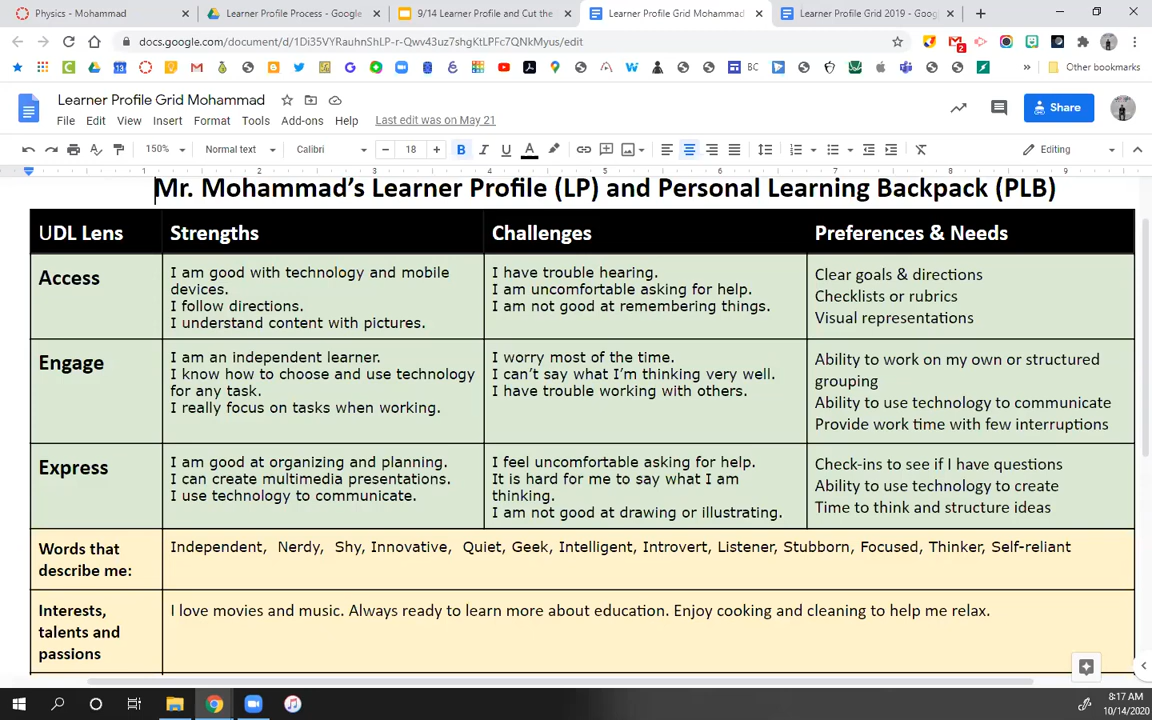 Physics - Mohammad
Learner Profile Process - Google
9/14 Learner Profile and Cut the
Learner Profile Grid Mohammad
Learner Profile Grid 2019 - Goog
docs.google.com/document/d/1Di35VYRauhnShLP-r-Qwv43uz7shgKtLPFc7QNkMyus/edit
2
13
BC
Other bookmarks
Learner Profile Grid Mohammad
File Edit View Insert Format Tools Add-ons Help Last edit was on May 21
Share
150% Normal text Calibri 18 B I U A Editing
1 2 3 4 5 6 7 8 9
Mr. Mohammad's Learner Profile (LP) and Personal Learning Backpack (PLB)
UDL Lens Strengths Challenges Preferences & Needs
Access
I am good with technology and mobile
devices.
I follow directions.
I understand content with pictures.
I have trouble hearing.
I am uncomfortable asking for help.
I am not good at remembering things.
Clear goals & directions
Checklists or rubrics
Visual representations
Engage
I am an independent learner.
I know how to choose and use technology
for any task.
I really focus on tasks when working.
I worry most of the time.
I can't say what I'm thinking very well.
I have trouble working with others.
Ability to work on my own or structured
grouping
Ability to use technology to communicate
Provide work time with few interruptions
Express
I am good at organizing and planning.
I can create multimedia presentations.
I use technology to communicate.
I feel uncomfortable asking for help.
It is hard for me to say what I am
thinking.
I am not good at drawing or illustrating.
Check-ins to see if I have questions
Ability to use technology to create
Time to think and structure ideas
Words that
describe me:
Independent, Nerdy, Shy, Innovative, Quiet, Geek, Intelligent, Introvert, Listener, Stubborn, Focused, Thinker, Self-reliant
Interests,
talents and
passions
I love movies and music. Always ready to learn more about education. Enjoy cooking and cleaning to help me relax.
8:17 AM
10/14/2020